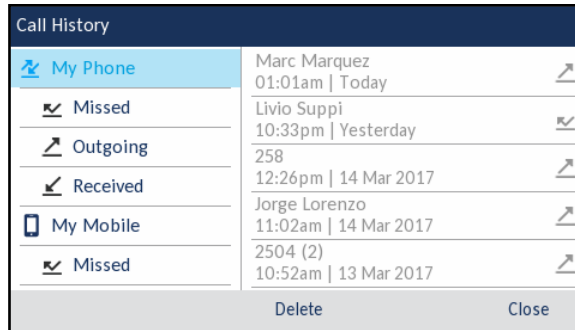 Call History
My Phone
Missed
Outgoing
Received
My Mobile
Missed
Marc Marquez
01:01am | Today
Livio Suppi
10:33pm | Yesterday
258
12:26pm | 14 Mar 2017
Jorge Lorenzo
11:02am | 14 Mar 2017
2504 (2)
10:52am | 13 Mar 2017
Delete
Close